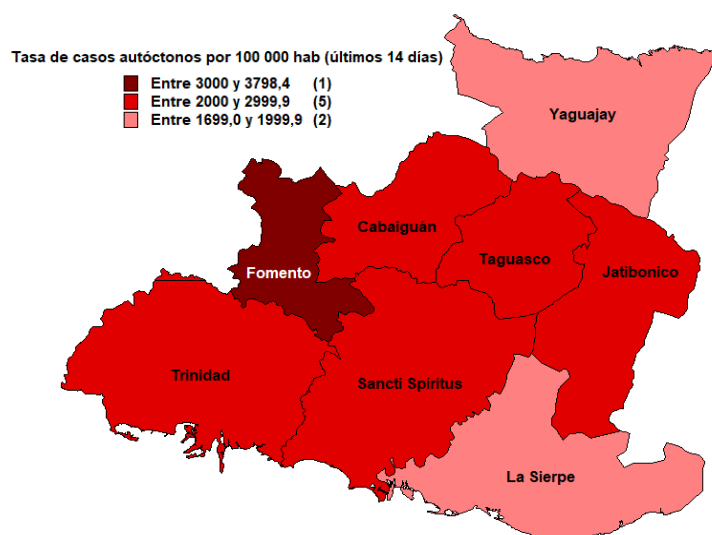 Tasa de casos autóctonos por 100 000 hab (últimos 14 días)
Entre 3000 y 3798,4 (1)
Entre 2000 y 2999,9 (5)
Entre 1699,0 y 1999,9 (2)
Yaguajay
Cabaiguán
Taguasco
Jatibonico
Fomento
Trinidad
Sancti Spíritus
La Sierpe